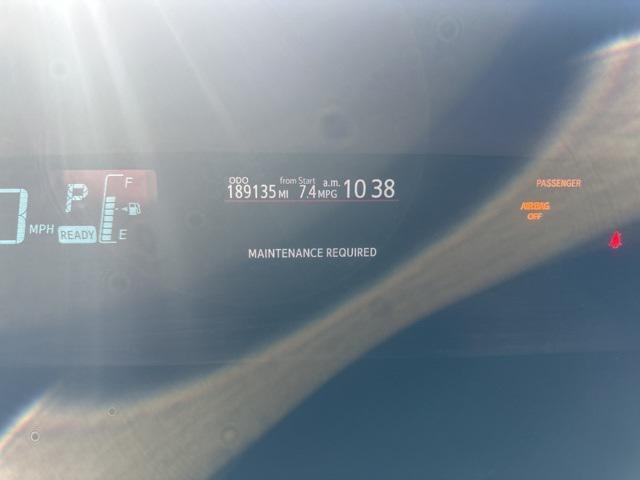 F
P
MPH
READY
E
ODO
189135 MI
from Start
7.4 MPG
a.m.
10 38
MAINTENANCE REQUIRED
PASSENGER
AIRBAG
OFF